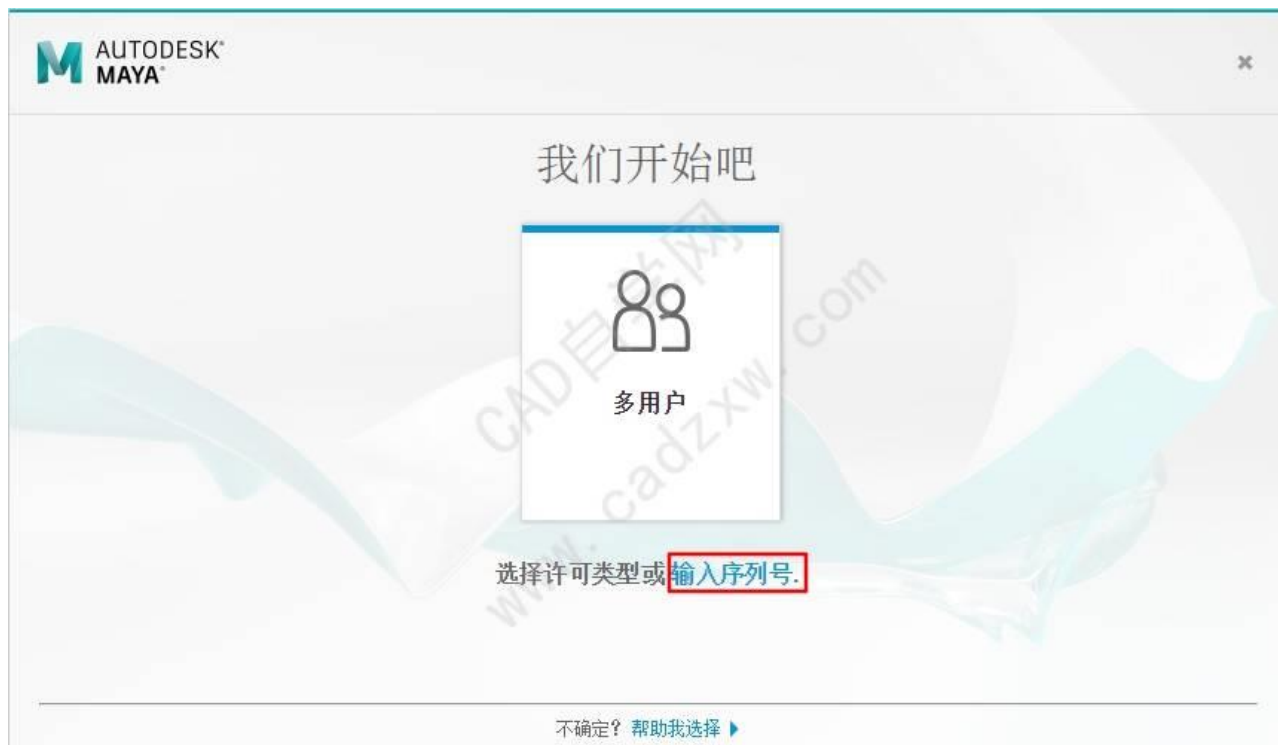 AUTODESK®
MAYA®
我们开始吧
多用户
选择许可类型或输入序列号.
不确定? 帮助我选择
CAD自学网
www.cadzxw.com